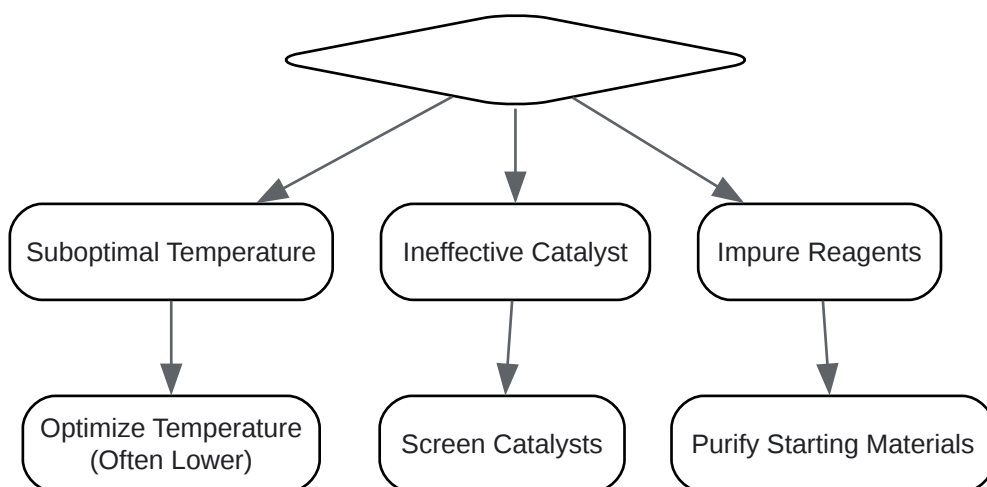 Suboptimal Temperature
Ineffective Catalyst
Impure Reagents
Optimize Temperature
(Often Lower)
Screen Catalysts
Purify Starting Materials